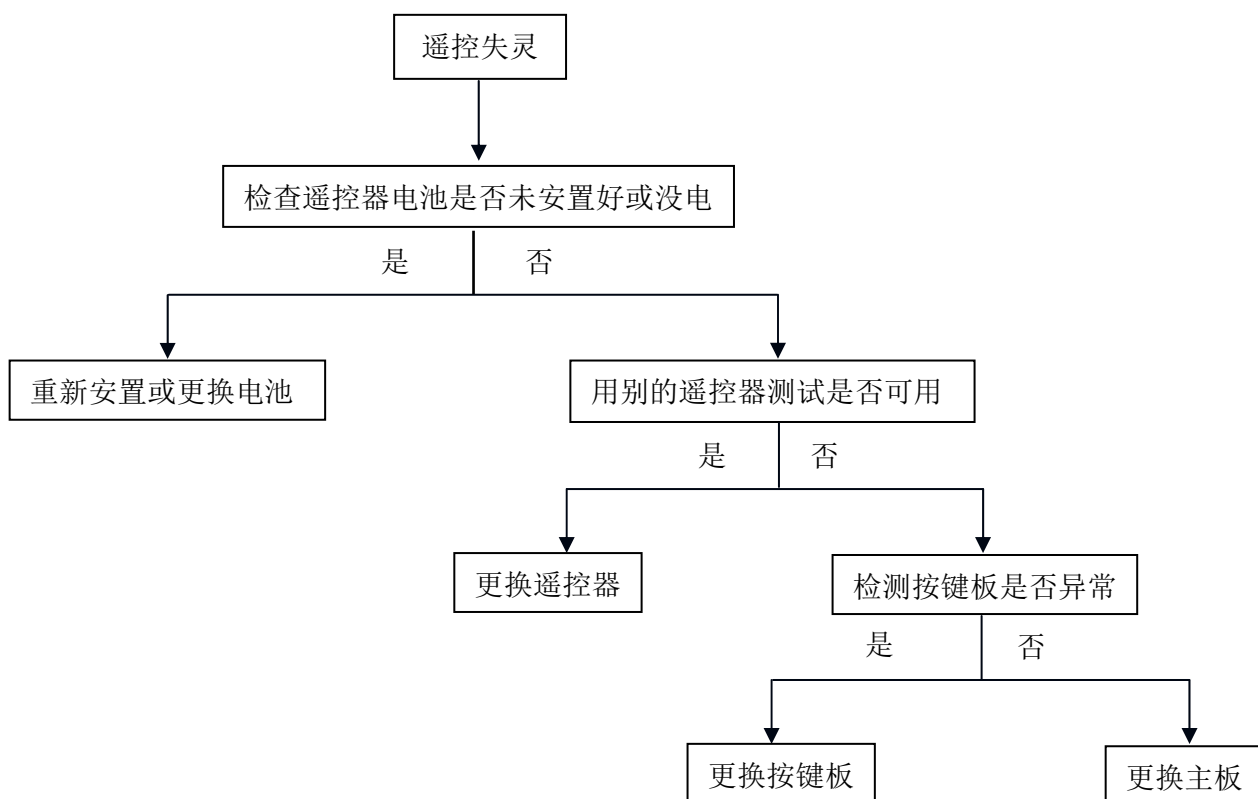 遥控失灵
检查遥控器电池是否未安置好或没电
是 否
重新安置或更换电池
用别的遥控器测试是否可用
是 否
更换遥控器
检测按键板是否异常
是 否
更换按键板
更换主板